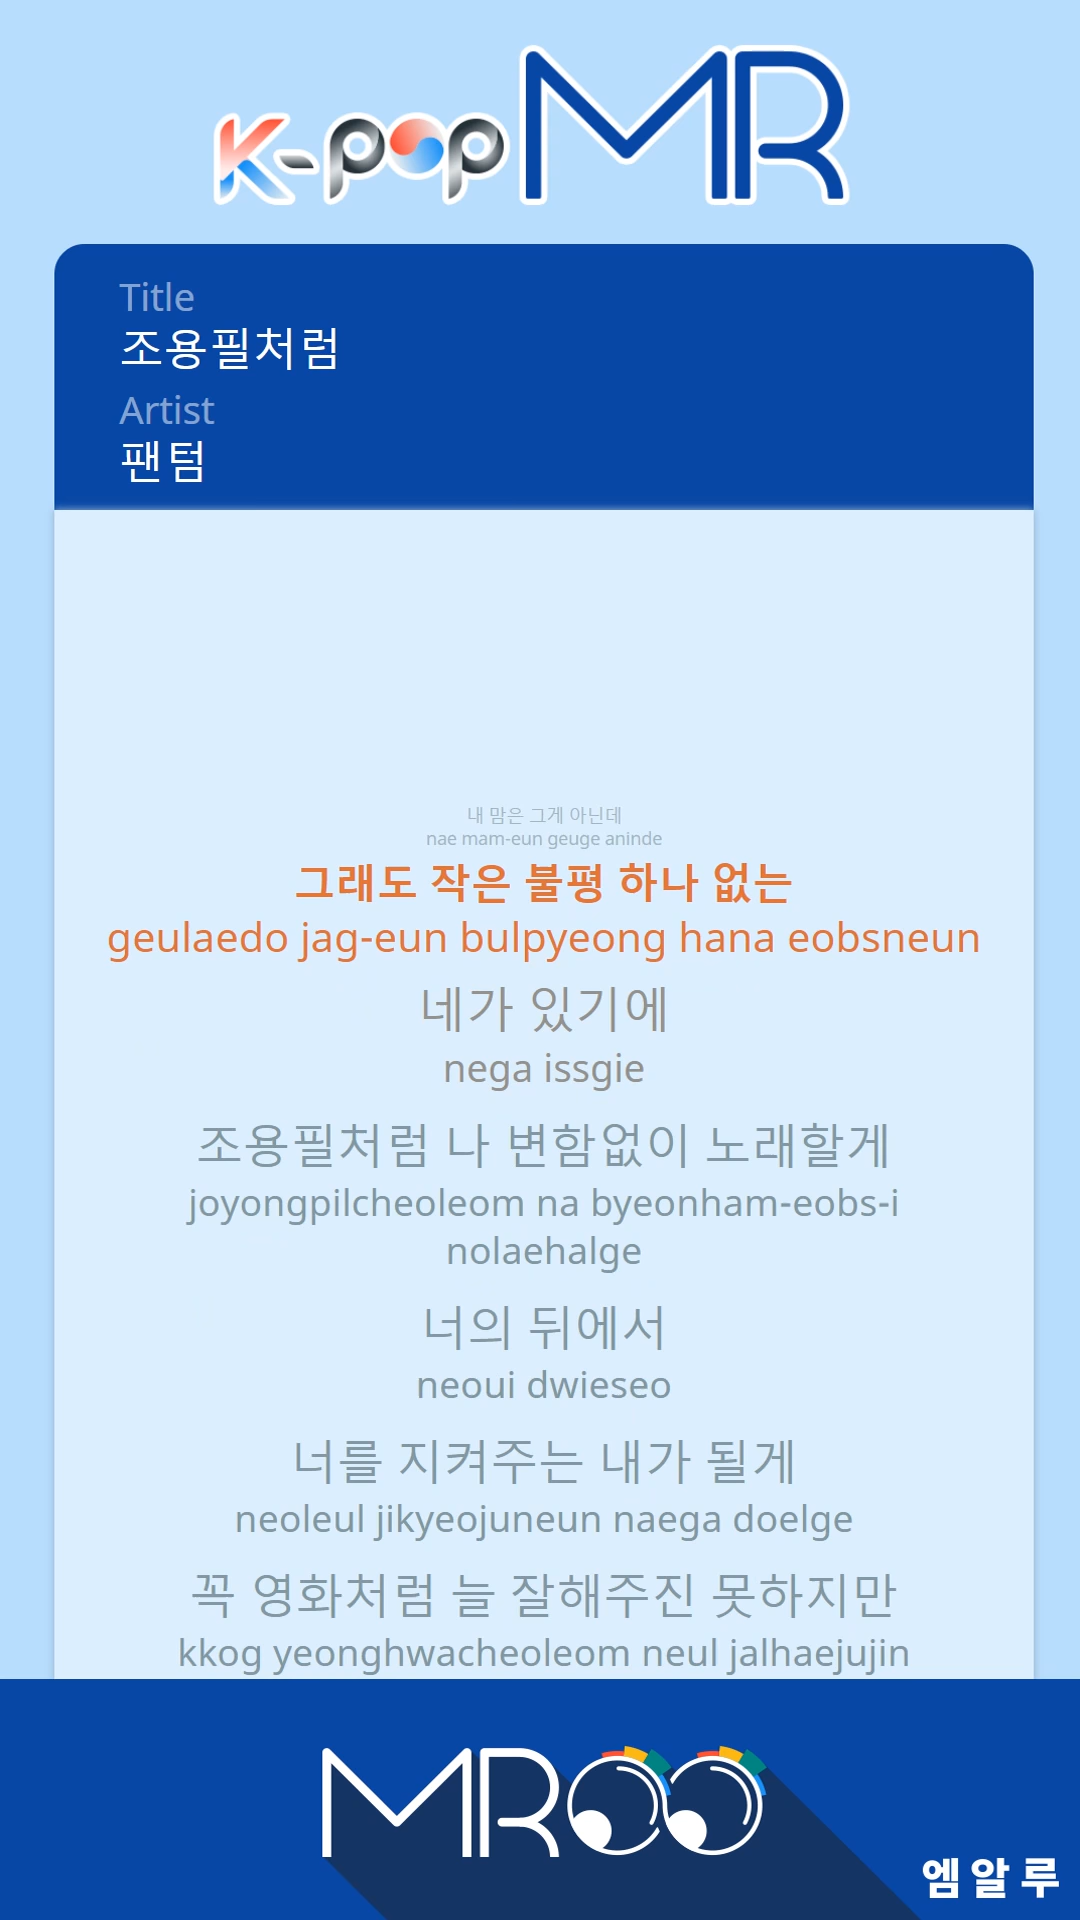 K-pop MR
Title
조용필처럼
Artist
팬텀
내 맘은 그게 아닌데
nae mam-eun geuge aninde
그래도 작은 불평 하나 없는
geulaedo jag-eun bulpyeong hana eobsneun
네가 있기에
nega issgie
조용필처럼 나 변함없이 노래할게
joyongpilcheoleom na byeonham-eobs-i
nolaehalge
너의 뒤에서
neoui dwieseo
너를 지켜주는 내가 될게
neoleul jikyeojuneun naega doelge
꼭 영화처럼 늘 잘해주진 못하지만
kkog yeonghwacheoleom neul jalhaejujin
MROO
엠알루